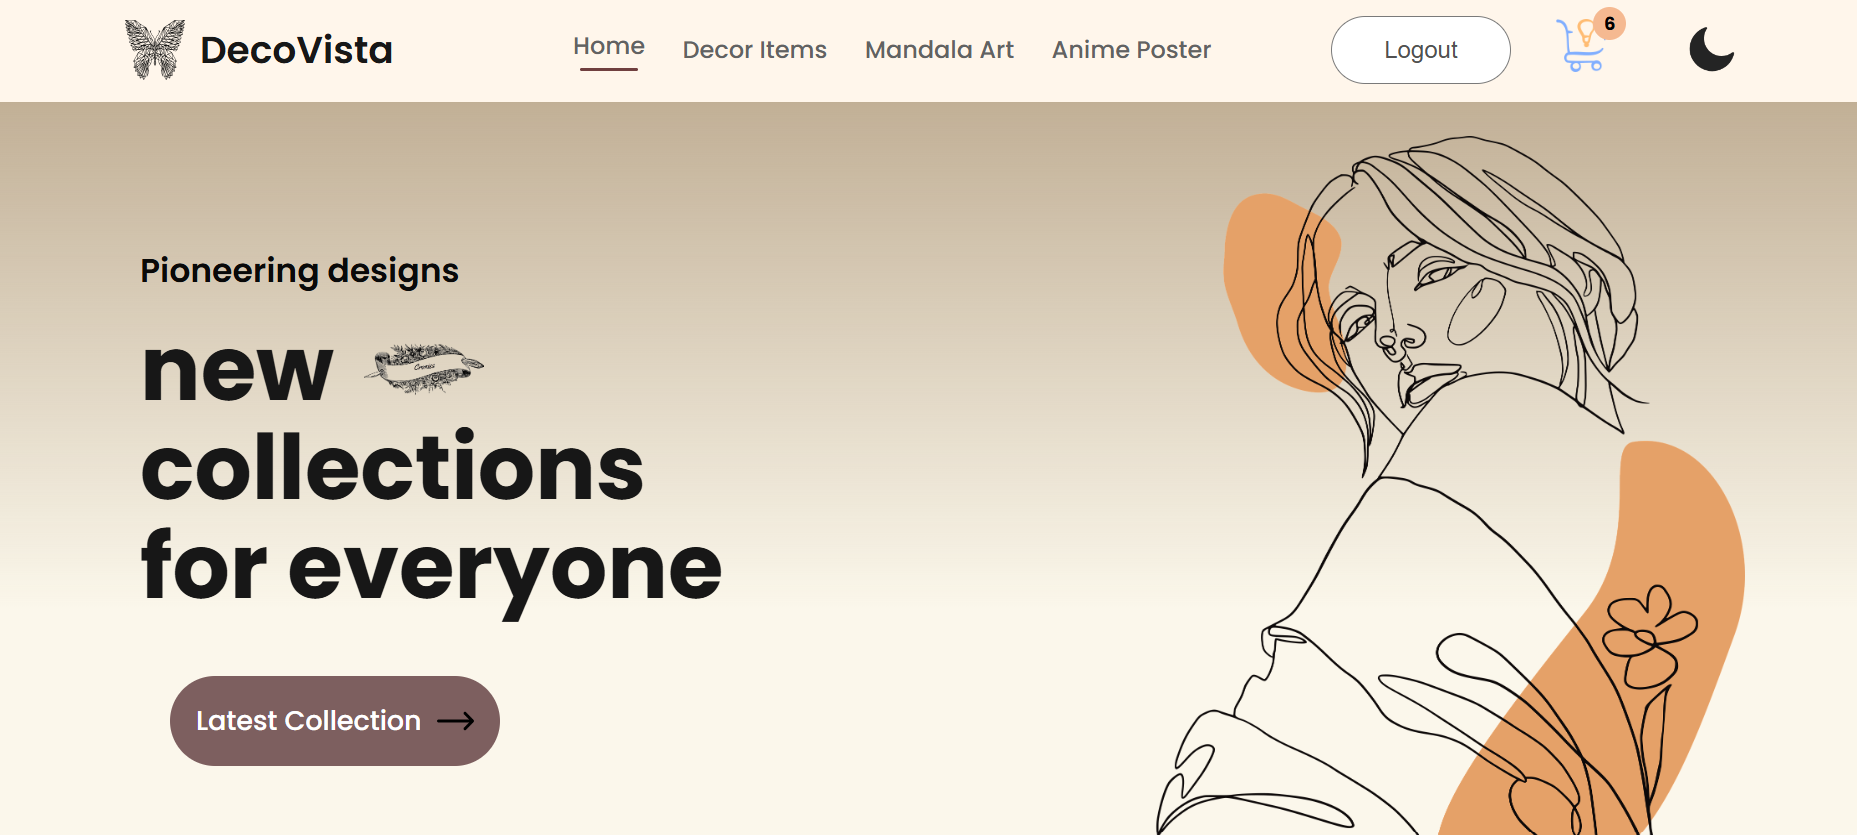 DecoVista
Home
Decor Items
Mandala Art
Anime Poster
Logout
6
Pioneering designs
new
collections
for everyone
Latest Collection